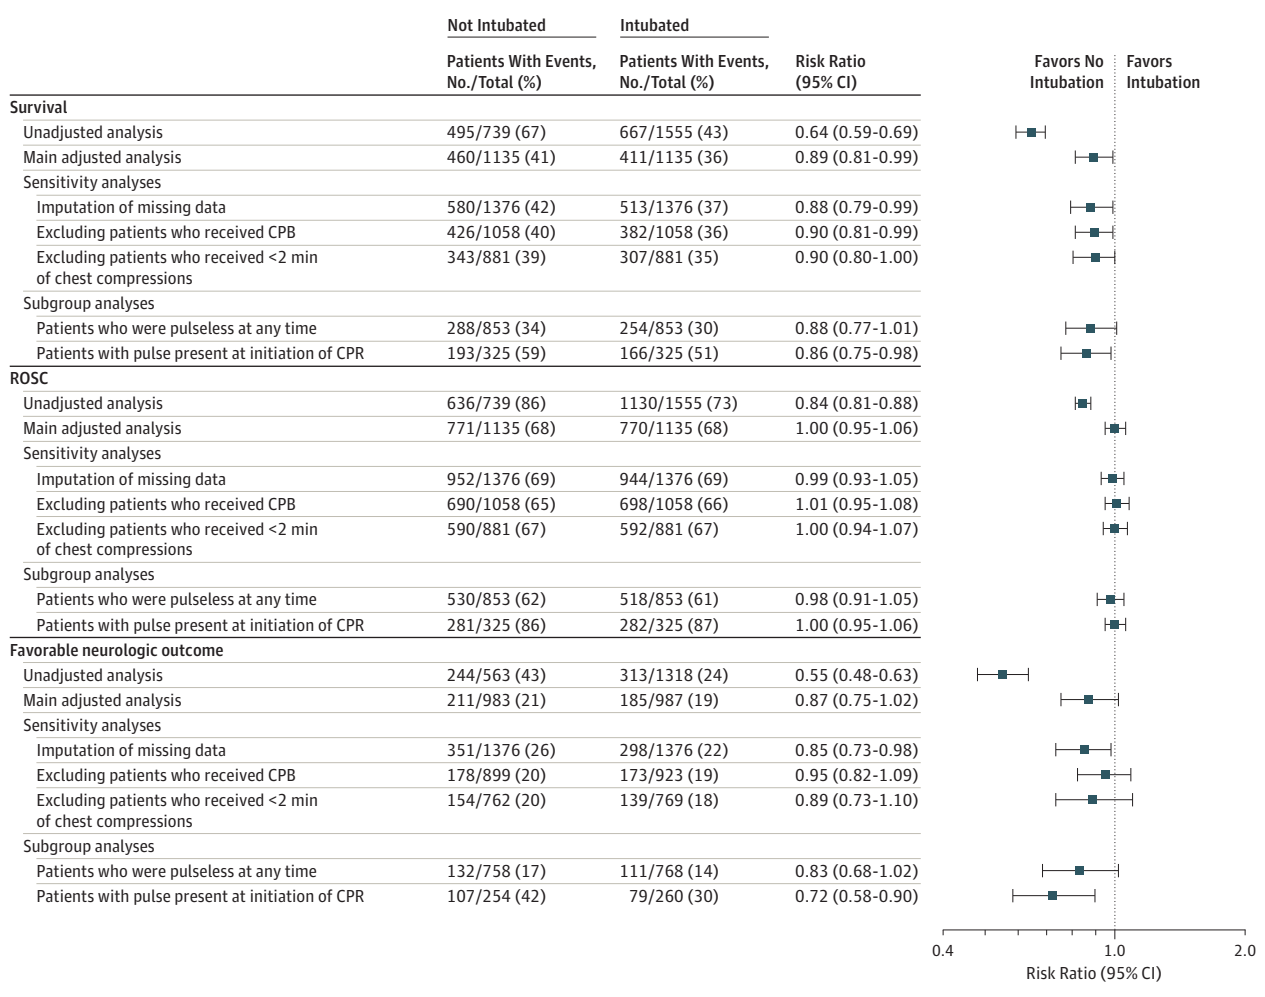 Not Intubated Intubated
Patients With Events, Patients With Events, Risk Ratio Favors No Favors
No./Total (%) No./Total (%) (95% CI) Intubation Intubation
Survival
Unadjusted analysis 495/739 (67) 667/1555 (43) 0.64 (0.59-0.69)
Main adjusted analysis 460/1135 (41) 411/1135 (36) 0.89 (0.81-0.99)
Sensitivity analyses
Imputation of missing data 580/1376 (42) 513/1376 (37) 0.88 (0.79-0.99)
Excluding patients who received CPB 426/1058 (40) 382/1058 (36) 0.90 (0.81-0.99)
Excluding patients who received <2 min 343/881 (39) 307/881 (35) 0.90 (0.80-1.00)
of chest compressions
Subgroup analyses
Patients who were pulseless at any time 288/853 (34) 254/853 (30) 0.88 (0.77-1.01)
Patients with pulse present at initiation of CPR 193/325 (59) 166/325 (51) 0.86 (0.75-0.98)
ROSC
Unadjusted analysis 636/739 (86) 1130/1555 (73) 0.84 (0.81-0.88)
Main adjusted analysis 771/1135 (68) 770/1135 (68) 1.00 (0.95-1.06)
Sensitivity analyses
Imputation of missing data 952/1376 (69) 944/1376 (69) 0.99 (0.93-1.05)
Excluding patients who received CPB 690/1058 (65) 698/1058 (66) 1.01 (0.95-1.08)
Excluding patients who received <2 min 590/881 (67) 592/881 (67) 1.00 (0.94-1.07)
of chest compressions
Subgroup analyses
Patients who were pulseless at any time 530/853 (62) 518/853 (61) 0.98 (0.91-1.05)
Patients with pulse present at initiation of CPR 281/325 (86) 282/325 (87) 1.00 (0.95-1.06)
Favorable neurologic outcome
Unadjusted analysis 244/563 (43) 313/1318 (24) 0.55 (0.48-0.63)
Main adjusted analysis 211/983 (21) 185/987 (19) 0.87 (0.75-1.02)
Sensitivity analyses
Imputation of missing data 351/1376 (26) 298/1376 (22) 0.85 (0.73-0.98)
Excluding patients who received CPB 178/899 (20) 173/923 (19) 0.95 (0.82-1.09)
Excluding patients who received <2 min 154/762 (20) 139/769 (18) 0.89 (0.73-1.10)
of chest compressions
Subgroup analyses
Patients who were pulseless at any time 132/758 (17) 111/768 (14) 0.83 (0.68-1.02)
Patients with pulse present at initiation of CPR 107/254 (42) 79/260 (30) 0.72 (0.58-0.90)
0.4 1.0 2.0
Risk Ratio (95% CI)